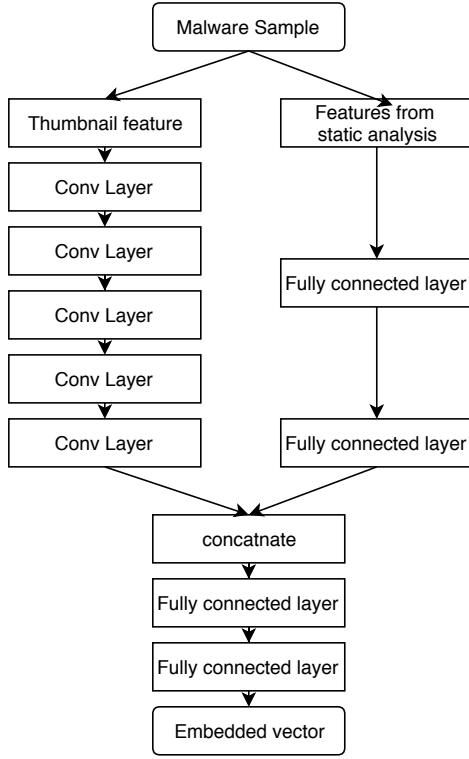 Malware Sample
Thumbnail feature
Features from
static analysis
Conv Layer
Conv Layer
Conv Layer
Conv Layer
Conv Layer
Fully connected layer
Fully connected layer
concatnate
Fully connected layer
Fully connected layer
Embedded vector